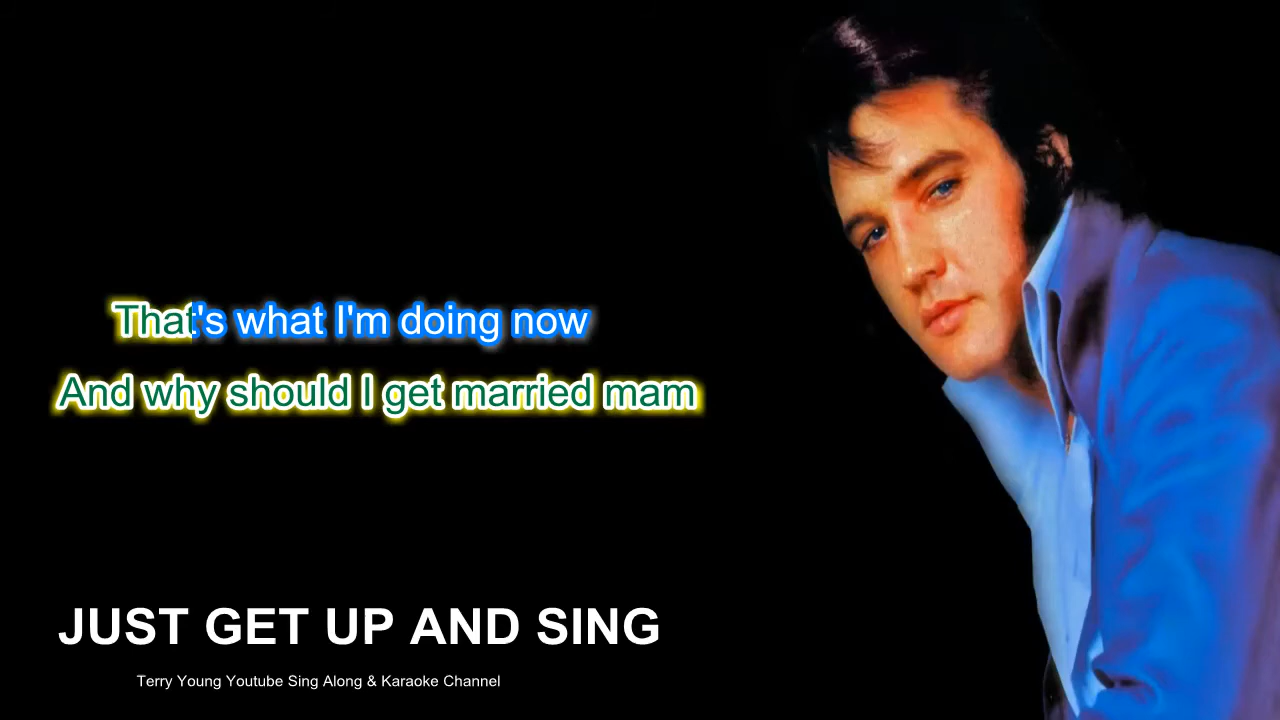 That's what I'm doing now
And why should I get married mam
JUST GET UP AND SING
Terry Young Youtube Sing Along & Karaoke Channel